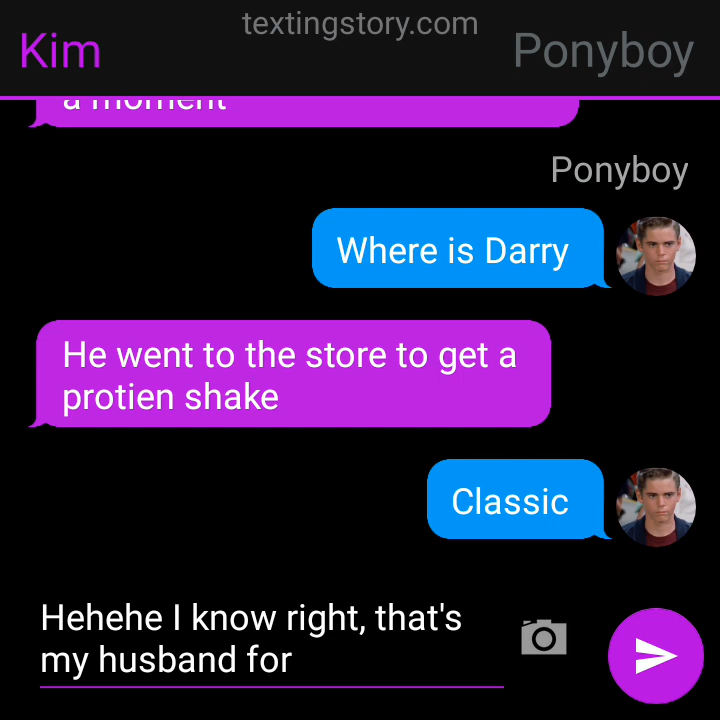 textingstory.com
Kim
Ponyboy
a moment
Ponyboy
Where is Darry
He went to the store to get a
protien shake
Classic
Hehehe I know right, that's
my husband for